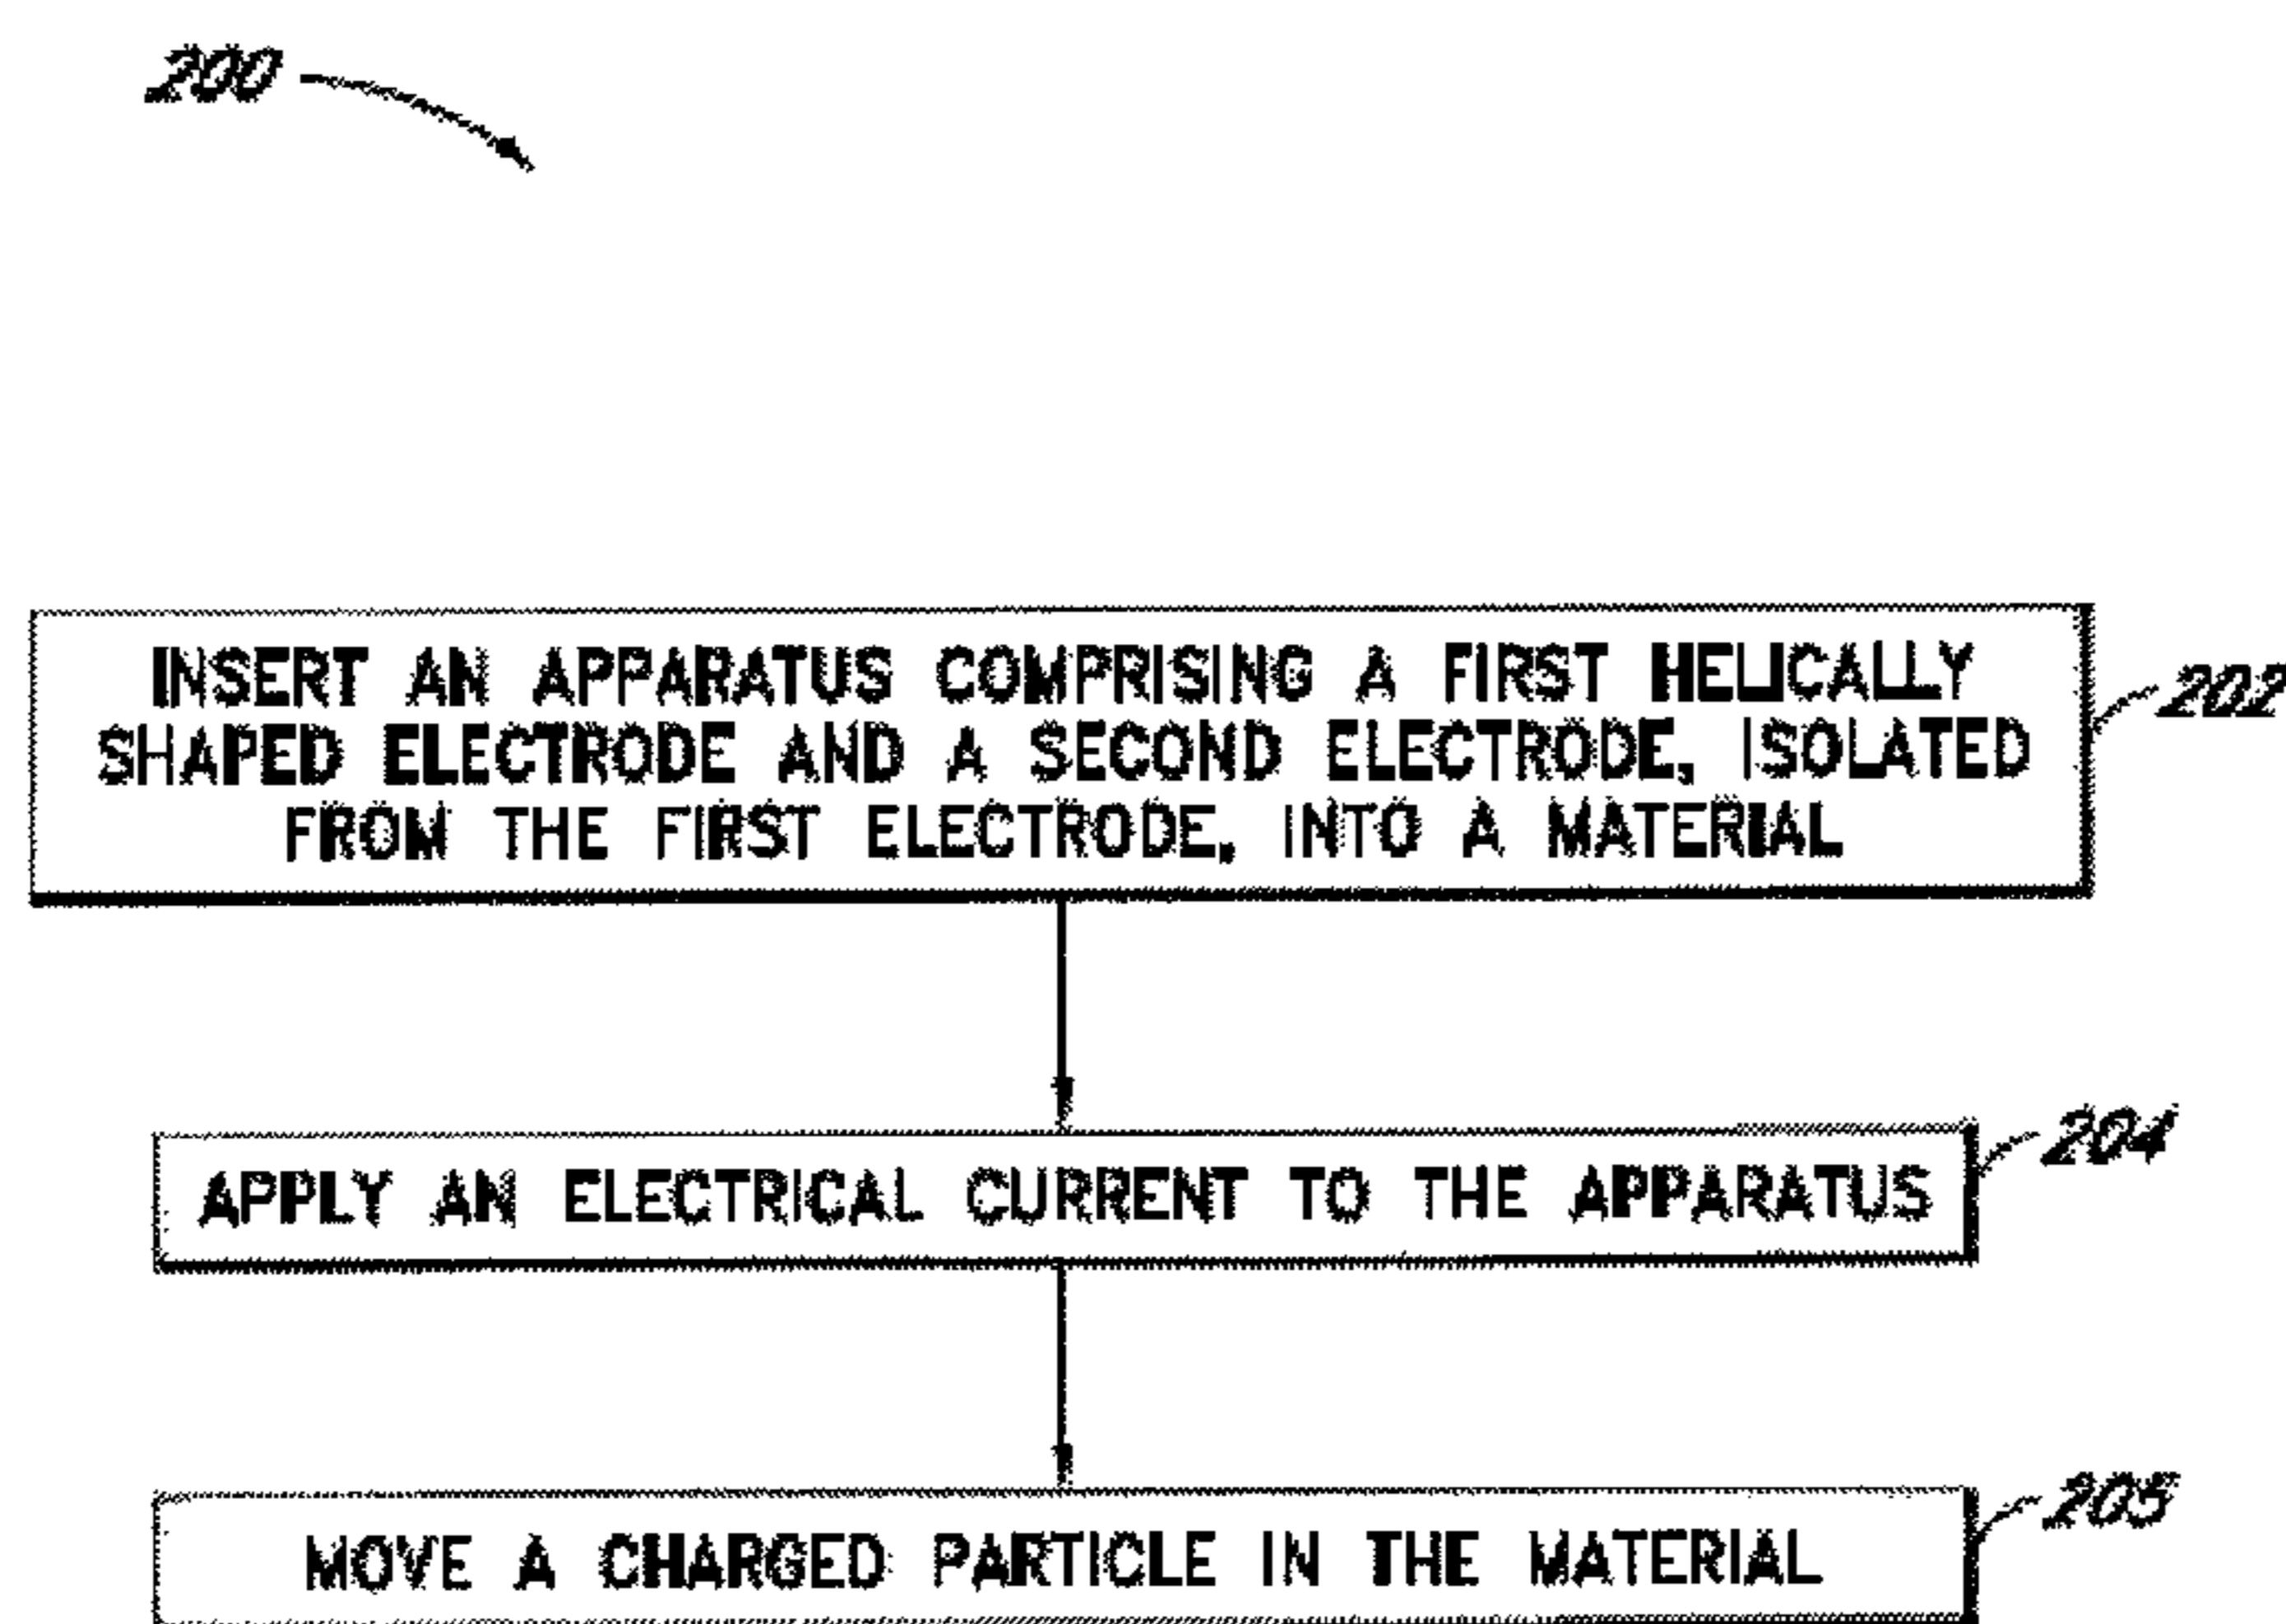 200
INSERT AN APPARATUS COMPRISING A FIRST HELICALLY
SHAPED ELECTRODE AND A SECOND ELECTRODE, ISOLATED
FROM THE FIRST ELECTRODE, INTO A MATERIAL
202
APPLY AN ELECTRICAL CURRENT TO THE APPARATUS
204
MOVE A CHARGED PARTICLE IN THE MATERIAL
205